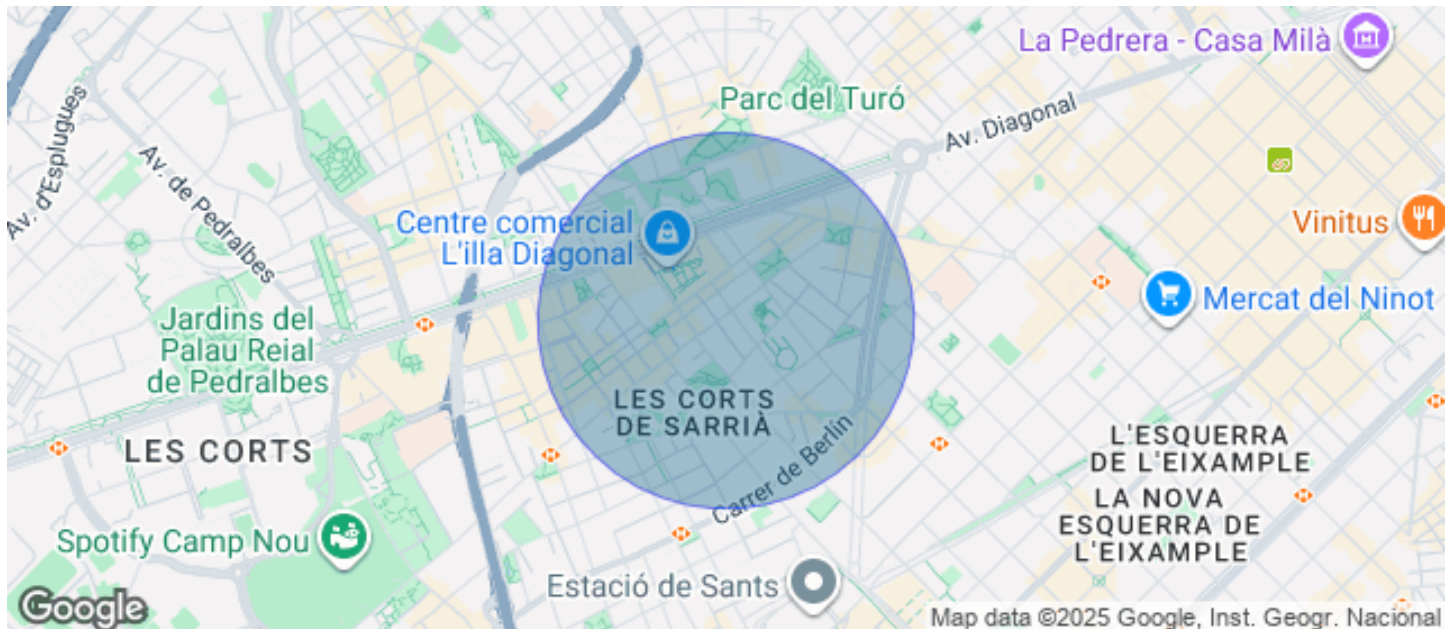 La Pedrera - Casa Milà
Parc del Turó
Av. Diagonal
Av. d'Esplugues
Av. de Pedralbes
Centre comercial
L'illa Diagonal
Vinitus
Mercat del Ninot
Jardins del
Palau Reial
de Pedralbes
LES CORTS
DE SARRIÀ
LES CORTS
Carrer de Berlín
L'ESQUERRA
DE L'EIXAMPLE
LA NOVA
ESQUERRA DE
L'EIXAMPLE
Spotify Camp Nou
Estació de Sants
Google
Map data ©2025 Google, Inst. Geogr. Nacional